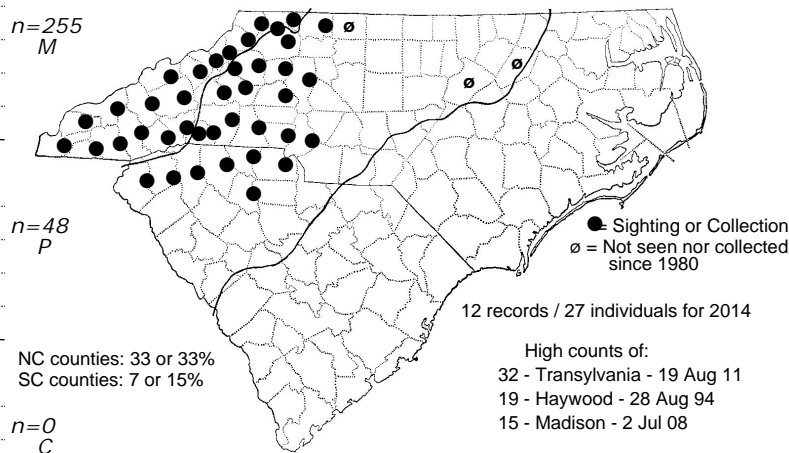 n=255
M
ø
ø
ø
n=48
P
= Sighting or Collection
ø = Not seen nor collected
since 1980
12 records / 27 individuals for 2014
NC counties: 33 or 33%
SC counties: 7 or 15%
High counts of:
32 - Transylvania - 19 Aug 11
19 - Haywood - 28 Aug 94
15 - Madison - 2 Jul 08
n=0
C